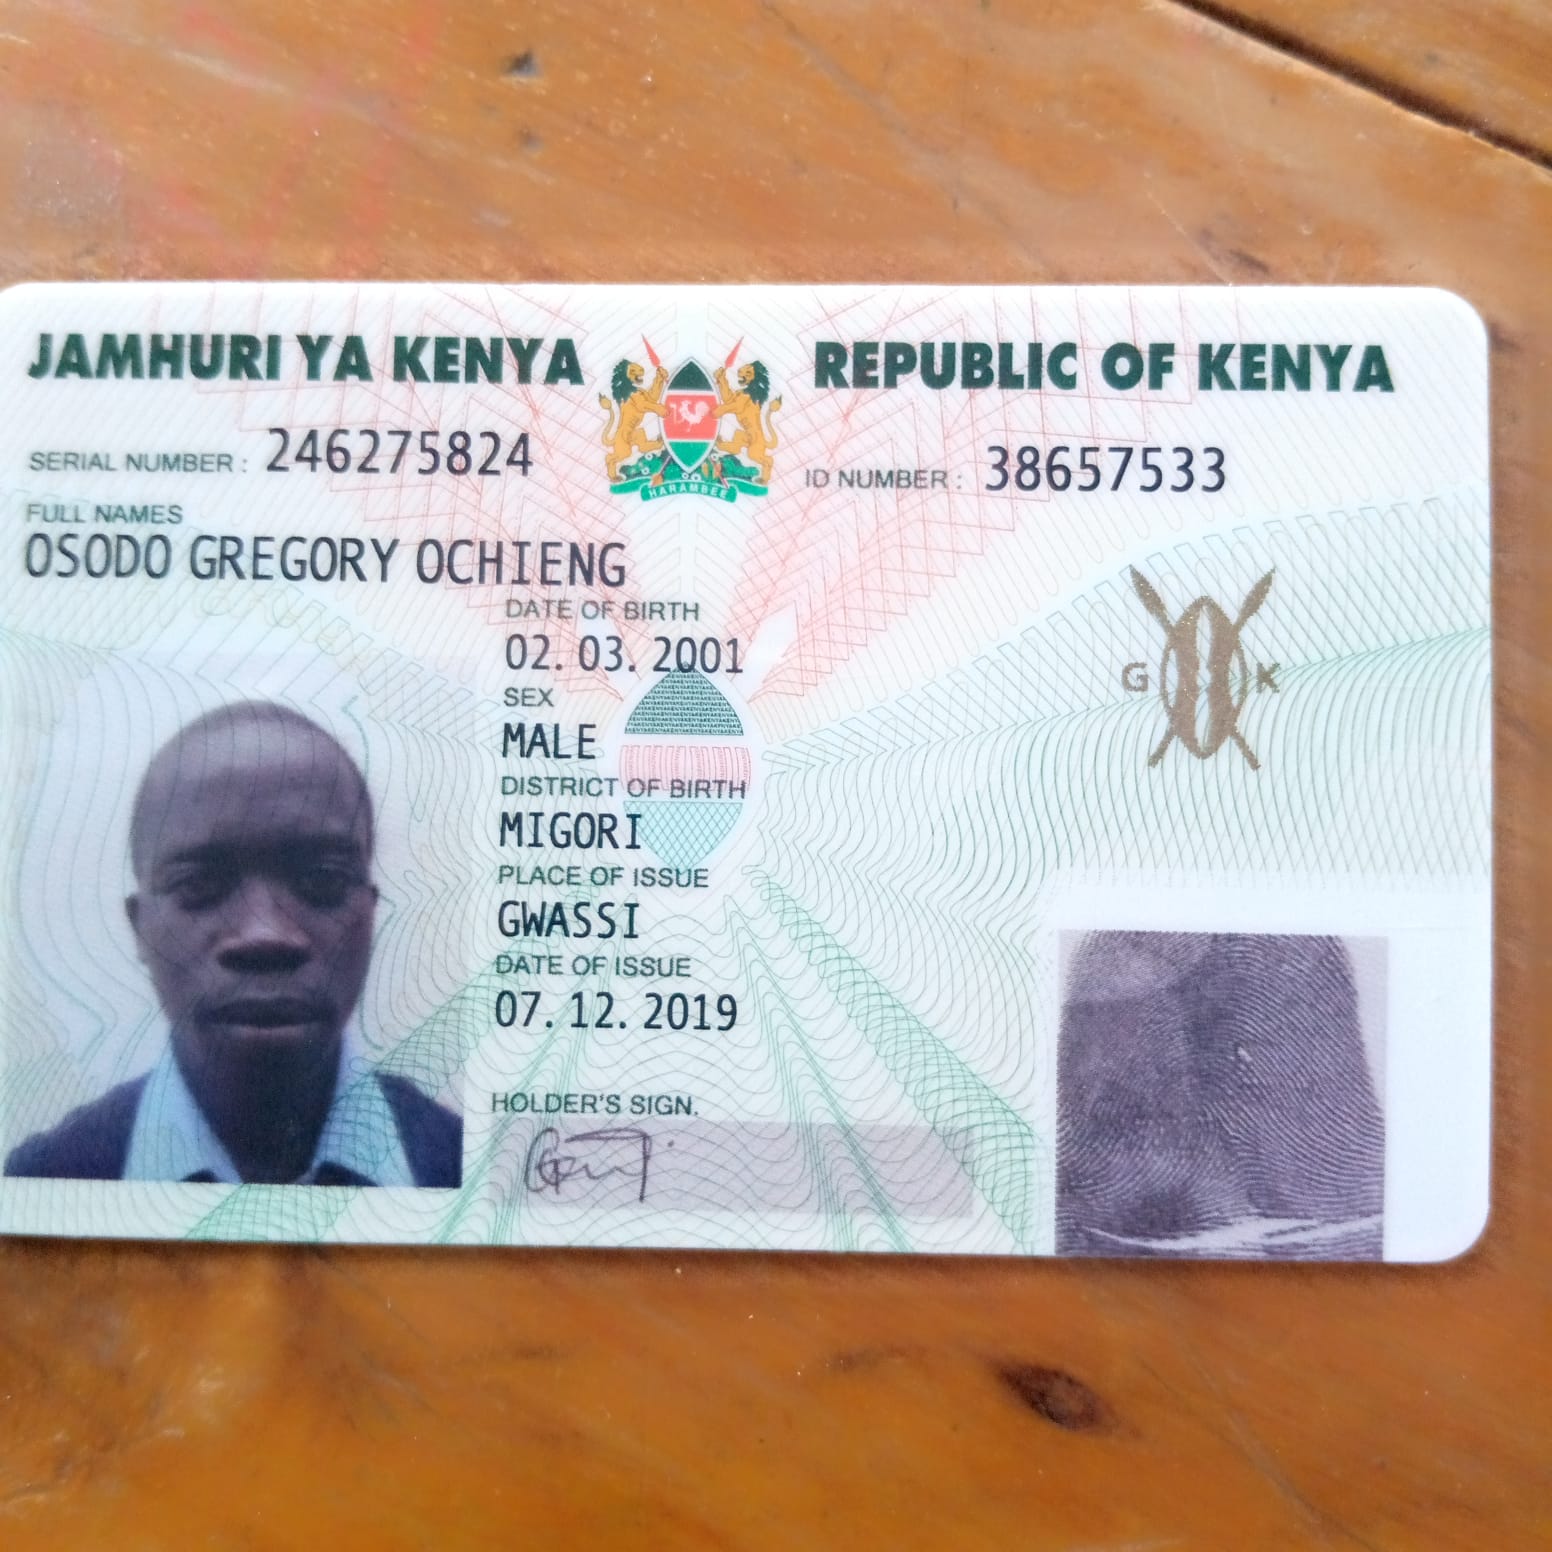 JAMHURI YA KENYA
REPUBLIC OF KENYA
HARAMBEE
SERIAL NUMBER: 246275824
ID NUMBER: 38657533
FULL NAMES
OSODO GREGORY OCHIENG
DATE OF BIRTH
02. 03. 2001
SEX
MALE
DISTRICT OF BIRTH
MIGORI
PLACE OF ISSUE
GWASSI
DATE OF ISSUE
07. 12. 2019
HOLDER'S SIGN.
G K